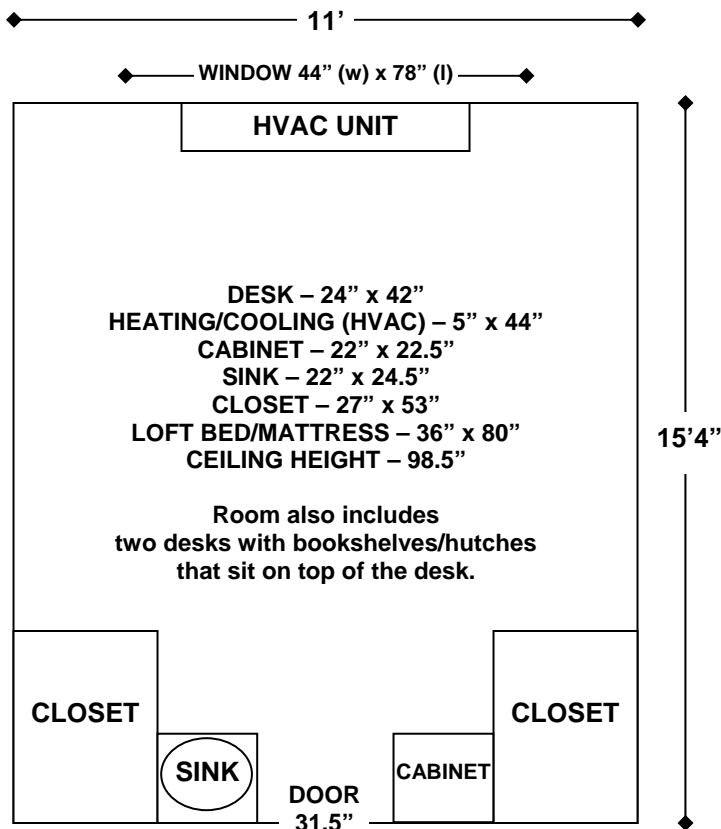 11’
WINDOW 44” (w) x 78” (l)
HVAC UNIT
DESK – 24” x 42”
HEATING/COOLING (HVAC) – 5” x 44”
CABINET – 22” x 22.5”
SINK – 22” x 24.5”
CLOSET – 27” x 53”
LOFT BED/MATTRESS – 36” x 80”
CEILING HEIGHT – 98.5”
15’4”
Room also includes
two desks with bookshelves/hutches
that sit on top of the desk.
CLOSET
CLOSET
SINK
CABINET
DOOR
31.5”